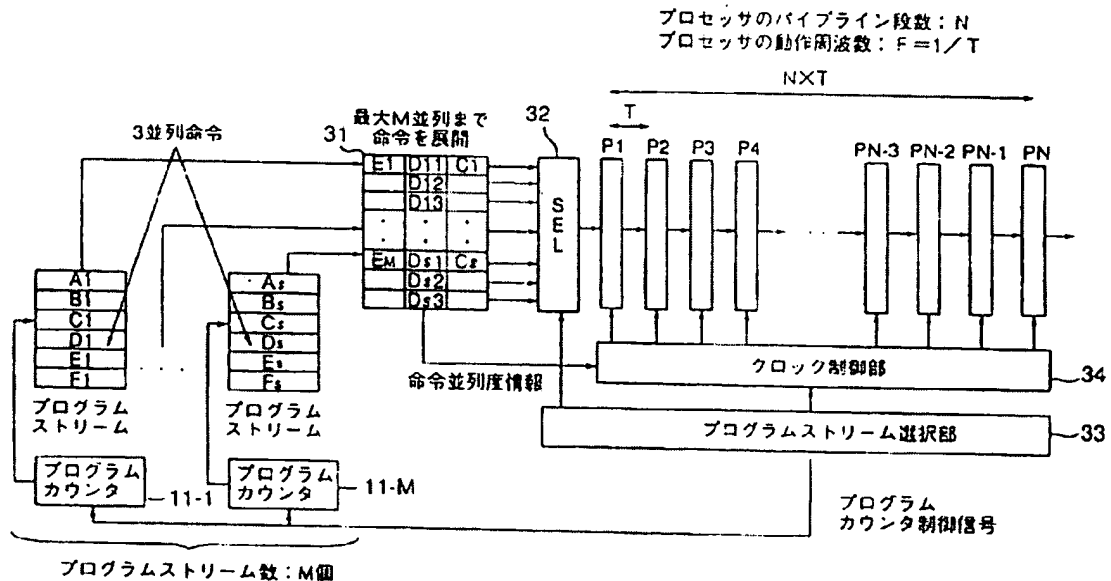 プロセッサのパイプライン段数：N
プロセッサの動作周波数：F＝1／T
N×T
T
最大M並列まで
命令を展開
31
32
3並列命令
P1 P2 P3 P4 PN-3 PN-2 PN-1 PN
E1 D11 C1
D12
D13
EM Ds1 Cs
Ds2
Ds3
SEL
A1
B1
C1
D1
E1
F1
プログラム
ストリーム
As
Bs
Cs
Ds
Es
Fs
プログラム
ストリーム
命令並列度情報
クロック制御部
34
プログラムストリーム選択部
33
プログラム
カウンタ
11-1
プログラム
カウンタ
11-M
プログラム
カウンタ制御信号
プログラムストリーム数：M個